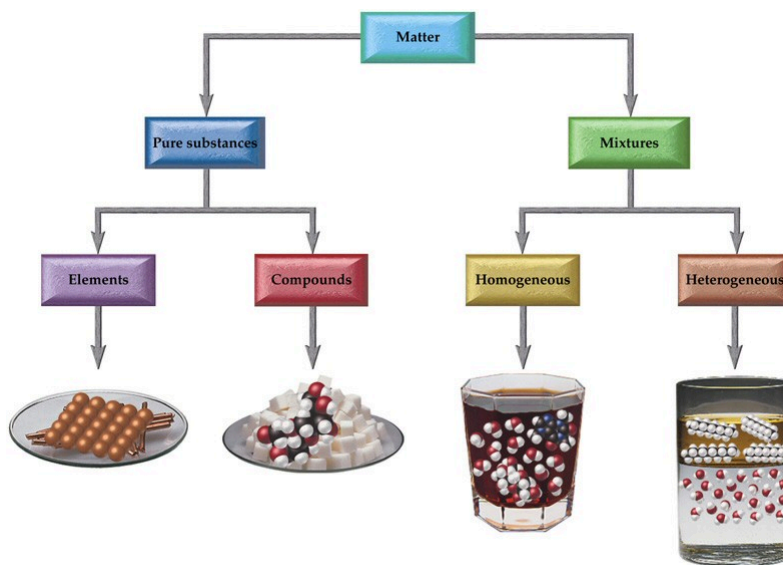 Matter
Pure substances
Mixtures
Elements
Compounds
Homogeneous
Heterogeneous